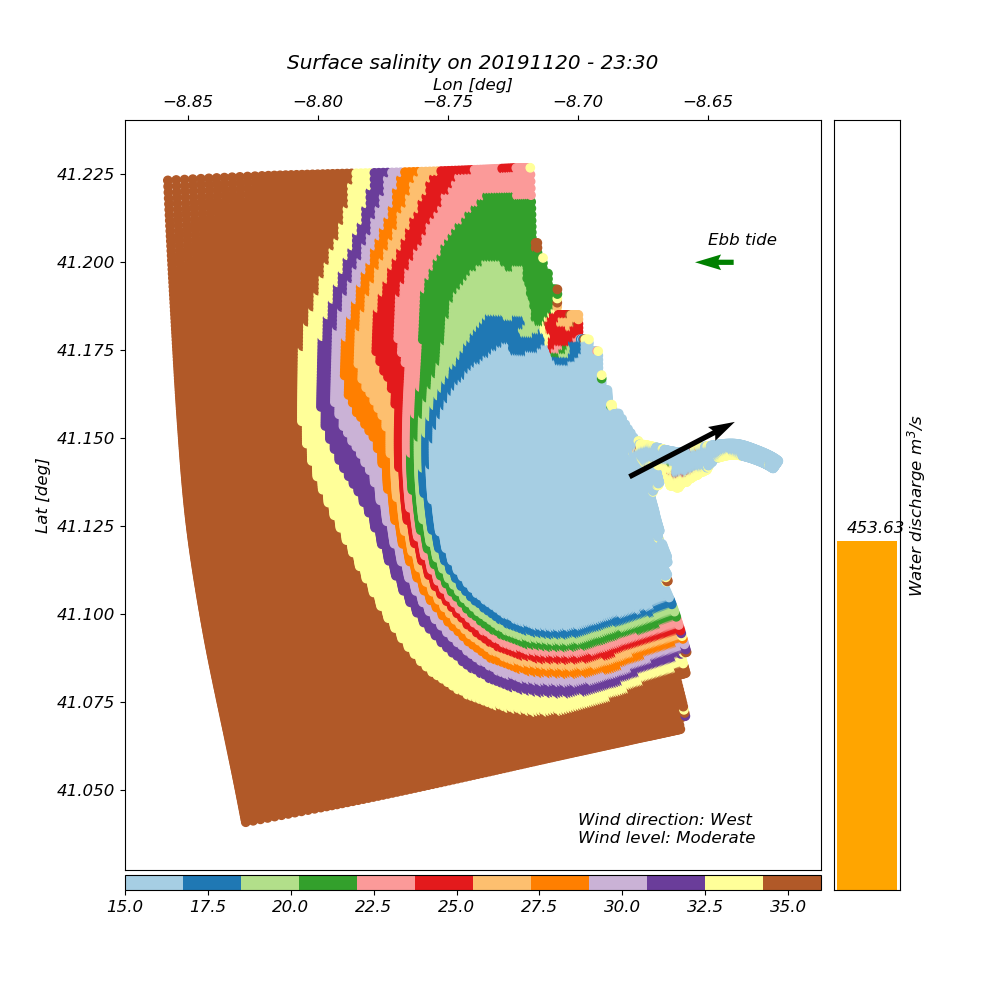 Surface salinity on 20191120 - 23:30
Lon [deg]
−8.85 −8.80 −8.75 −8.70 −8.65
41.225
41.200
41.175
41.150
41.125
41.100
41.075
41.050
Lat [deg]
Ebb tide
Wind direction: West
Wind level: Moderate
453.63
Water discharge m³/s
15.0 17.5 20.0 22.5 25.0 27.5 30.0 32.5 35.0